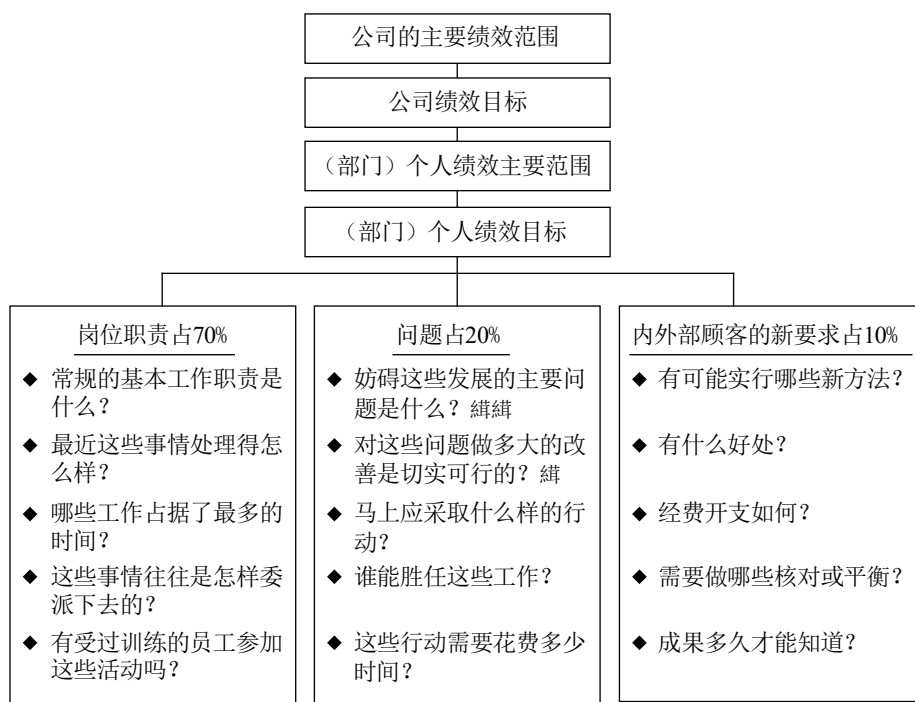 公司的主要绩效范围
公司绩效目标
（部门）个人绩效主要范围
（部门）个人绩效目标
岗位职责占70%
◆ 常规的基本工作职责是
什么？
◆ 最近这些事情处理得怎
么样？
◆ 哪些工作占据了最多的
时间？
◆ 这些事情往往是怎样委
派下去的？
◆ 有受过训练的员工参加
这些活动吗？
问题占20%
◆ 妨碍这些发展的主要问
题是什么？緙緙
◆ 对这些问题做多大的改
善是切实可行的？緙
◆ 马上应采取什么样的行
动？
◆ 谁能胜任这些工作？
◆ 这些行动需要花费多少
时间？
内外部顾客的新要求占10%
◆ 有可能实行哪些新方法？
◆ 有什么好处？
◆ 经费开支如何？
◆ 需要做哪些核对或平衡？
◆ 成果多久才能知道？